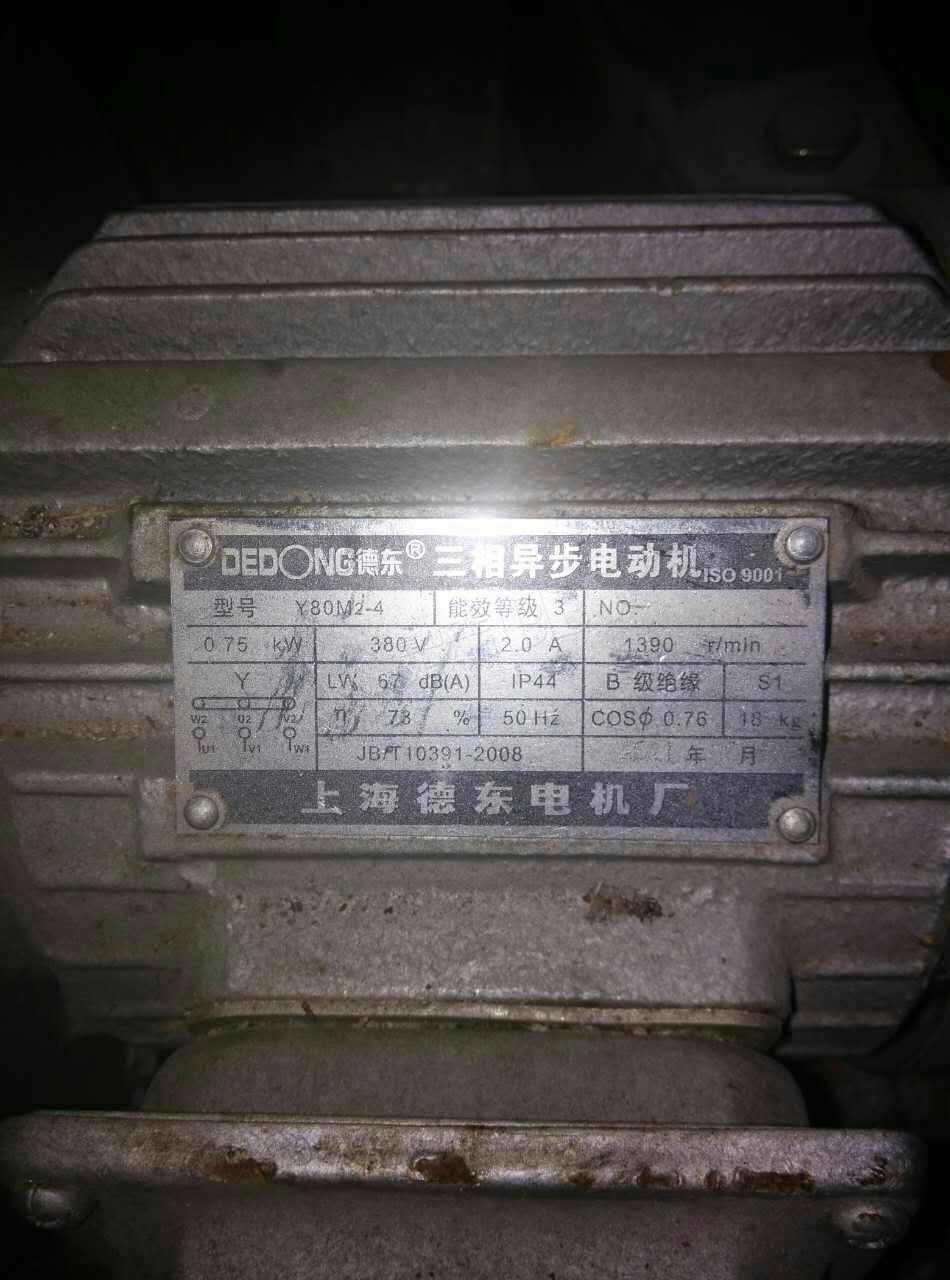 DEDONG德东® 三相异步电动机 ISO 9001
型号 Y80M2-4 能效等级 3 NO
0.75 kW 380 V 2.0 A 1390 r/min
Y LW 67 dB(A) IP44 B 级绝缘 S1
W2 U2 V2 η 73 % 50 Hz COSϕ 0.76 18 kg
U1 V1 W1 JB/T10391-2008 年 月
上海德东电机厂